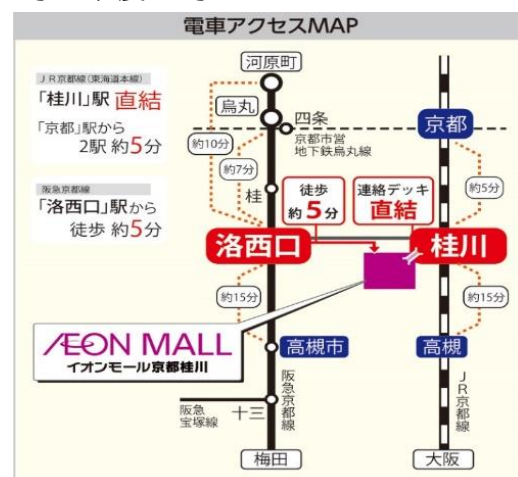 電車アクセスMAP
JR京都線(東海道本線)
「桂川」駅 直結
「京都」駅から
2駅 約5分
阪急京都線
「洛西口」駅から
徒歩 約5分
河原町
烏丸
四条
京都市営
地下鉄烏丸線
京都
約10分
約7分
約5分
桂
徒歩
約5分
連絡デッキ
直結
洛西口
桂川
約15分
約15分
ÆON MALL
イオンモール京都桂川
高槻市
高槻
阪急京都線
JR京都線
阪急
宝塚線
十三
梅田
大阪